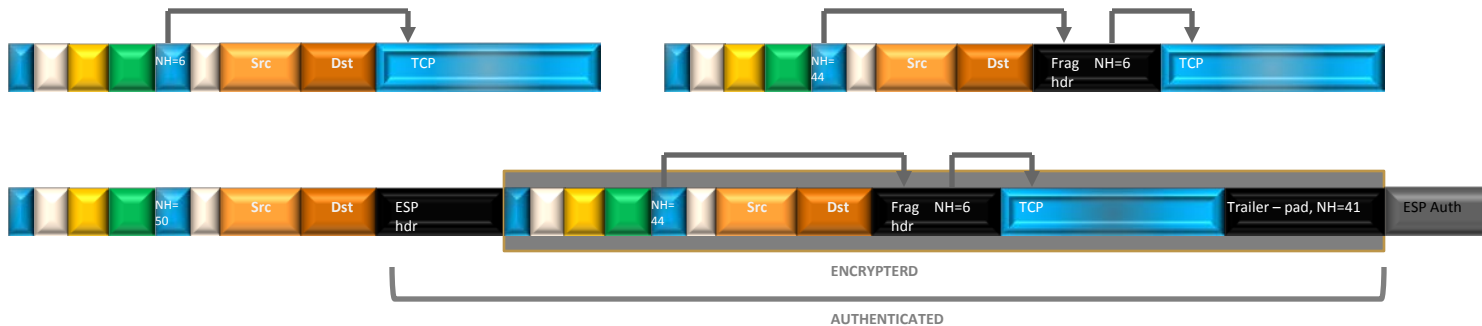 NH=6 Src Dst TCP
NH= Src Dst Frag NH=6 TCP
44 hdr
NH= Src Dst ESP NH= Src Dst Frag NH=6 TCP Trailer – pad, NH=41 ESP Auth
50 hdr 44 hdr
ENCRYPTERD
AUTHENTICATED